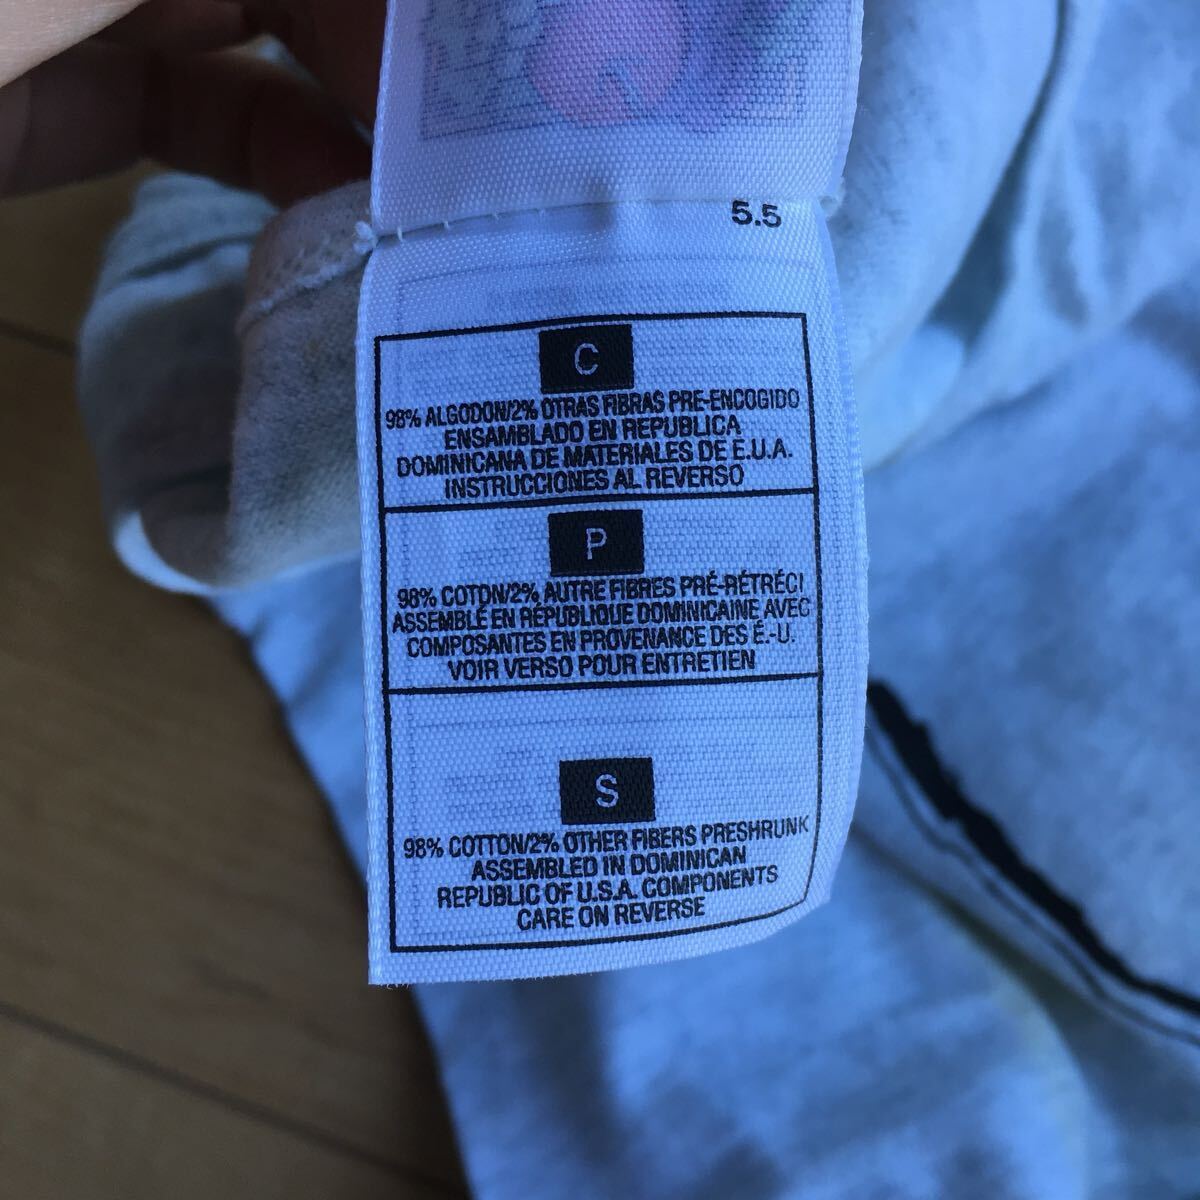 5.5
C
98% ALGODON/2% OTRAS FIBRAS PRE-ENCOGIDO
ENSAMBLADO EN REPUBLICA
DOMINICANA DE MATERIALES DE E.U.A.
INSTRUCCIONES AL REVERSO
P
98% COTON/2% AUTRE FIBRES PRÉ-RÉTRÉCI
ASSEMBLÉ EN RÉPUBLIQUE DOMINICAINE AVEC
COMPOSANTES EN PROVENANCE DES É.-U.
VOIR VERSO POUR ENTRETIEN
S
98% COTTON/2% OTHER FIBERS PRESHRUNK
ASSEMBLED IN DOMINICAN
REPUBLIC OF U.S.A. COMPONENTS
CARE ON REVERSE